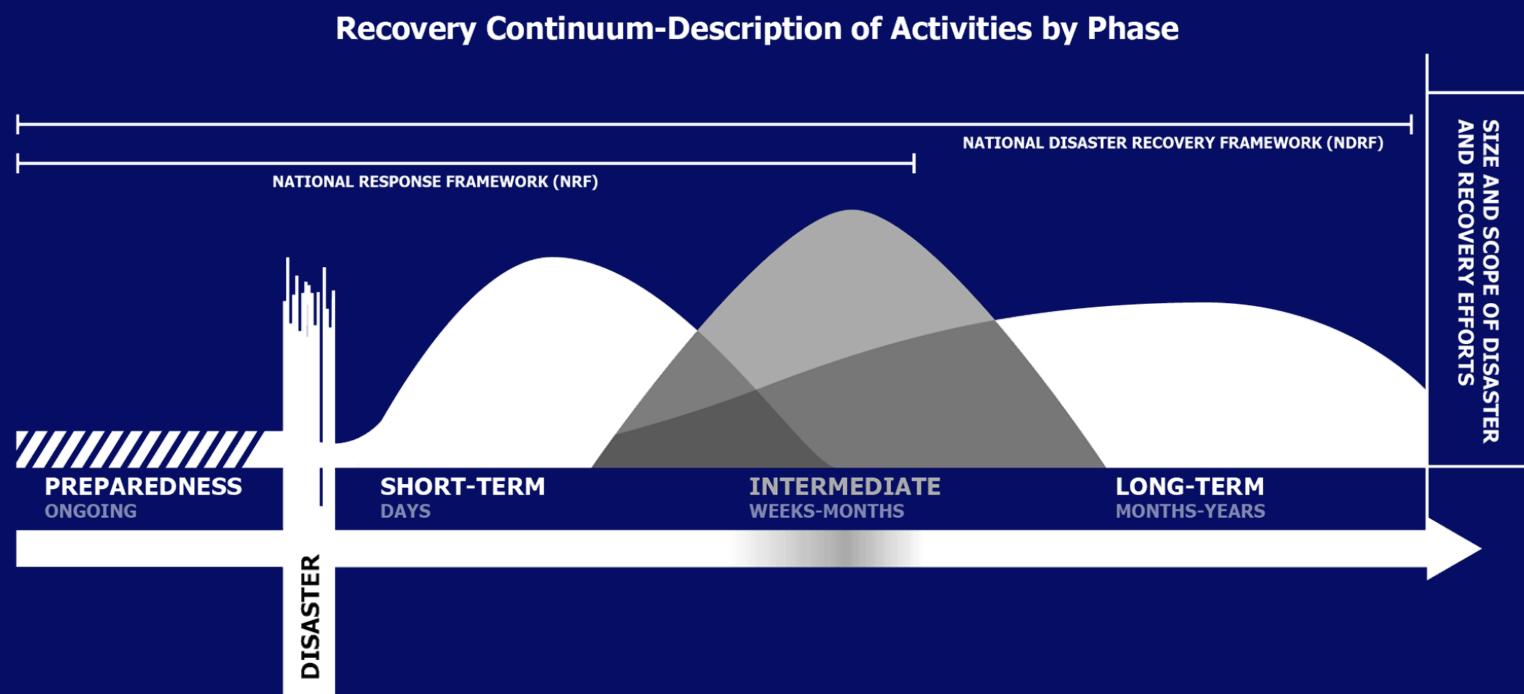 Recovery Continuum-Description of Activities by Phase
NATIONAL DISASTER RECOVERY FRAMEWORK (NDRF)
NATIONAL RESPONSE FRAMEWORK (NRF)
SIZE AND SCOPE OF DISASTER
AND RECOVERY EFFORTS
PREPAREDNESS
ONGOING
SHORT-TERM
DAYS
INTERMEDIATE
WEEKS-MONTHS
LONG-TERM
MONTHS-YEARS
DISASTER